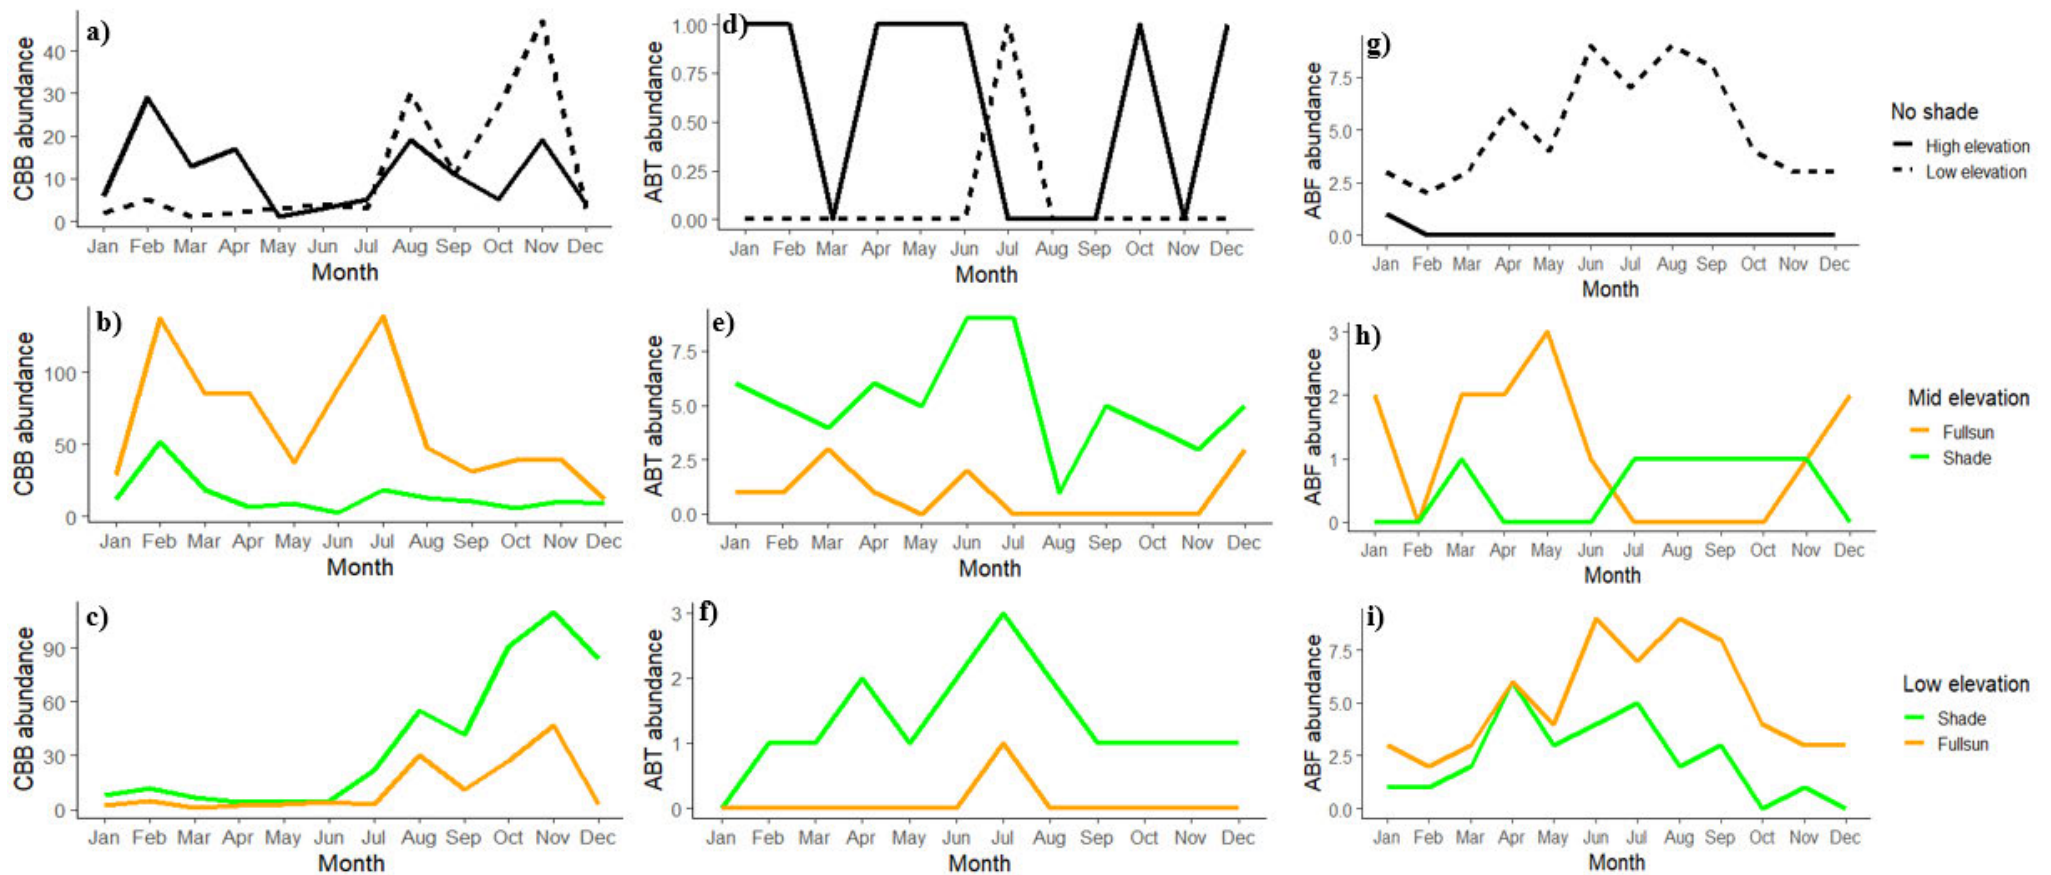 a)
CBB abundance
40
30
20
10
0
Jan Feb Mar Apr May Jun Jul Aug Sep Oct Nov Dec
Month
d)
ABT abundance
1.00
0.75
0.50
0.25
0.00
Jan Feb Mar Apr May Jun Jul Aug Sep Oct Nov Dec
Month
g)
ABF abundance
7.5
5.0
2.5
0.0
Jan Feb Mar Apr May Jun Jul Aug Sep Oct Nov Dec
Month
No shade
High elevation
Low elevation
b)
CBB abundance
100
50
0
Jan Feb Mar Apr May Jun Jul Aug Sep Oct Nov Dec
Month
e)
ABT abundance
7.5
5.0
2.5
0.0
Jan Feb Mar Apr May Jun Jul Aug Sep Oct Nov Dec
Month
h)
ABF abundance
3
2
1
0
Jan Feb Mar Apr May Jun Jul Aug Sep Oct Nov Dec
Month
Mid elevation
Fullsun
Shade
c)
CBB abundance
90
60
30
0
Jan Feb Mar Apr May Jun Jul Aug Sep Oct Nov Dec
Month
f)
ABT abundance
3
2
1
0
Jan Feb Mar Apr May Jun Jul Aug Sep Oct Nov Dec
Month
i)
ABF abundance
7.5
5.0
2.5
0.0
Jan Feb Mar Apr May Jun Jul Aug Sep Oct Nov Dec
Month
Low elevation
Shade
Fullsun